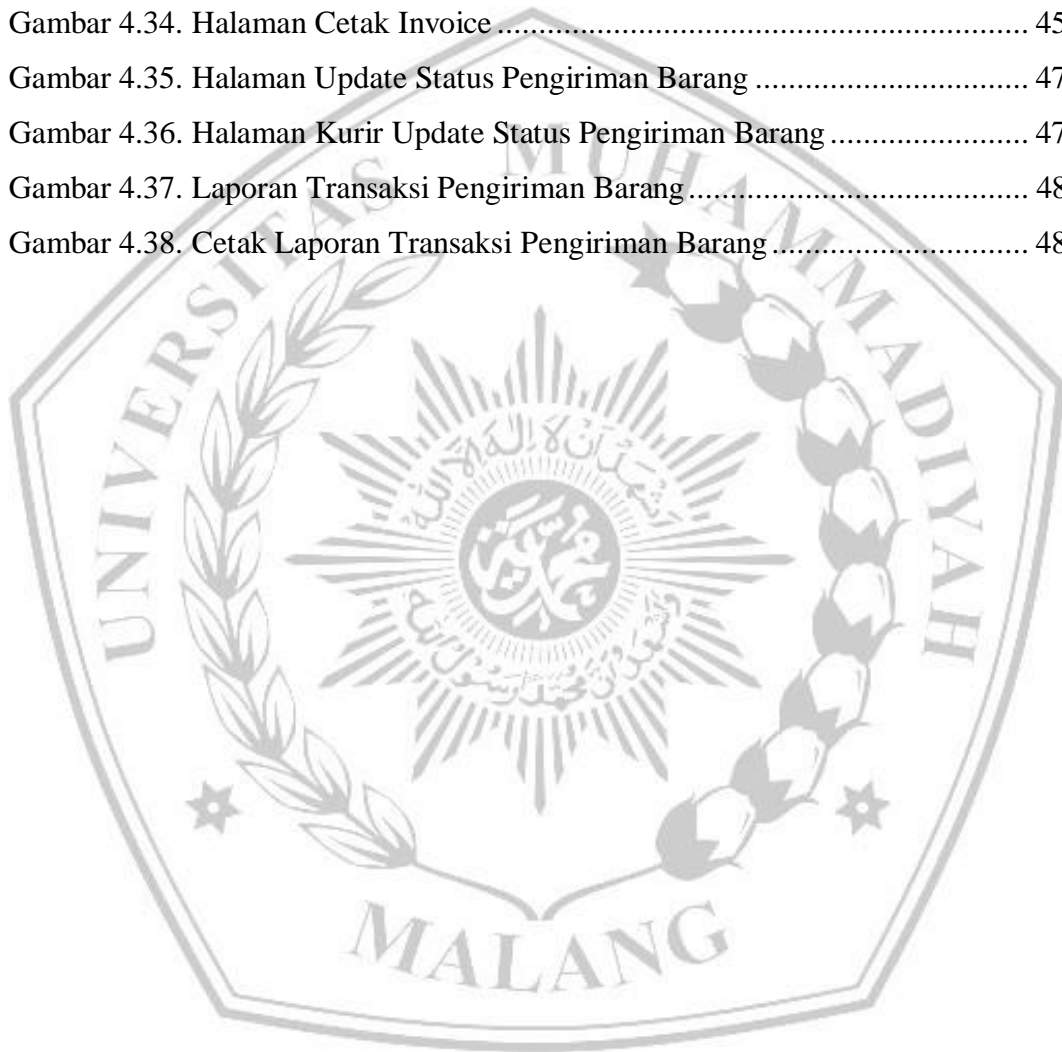 Gambar 4.34. Halaman Cetak Invoice ................................................................. 45
Gambar 4.35. Halaman Update Status Pengiriman Barang .................................. 47
Gambar 4.36. Halaman Kurir Update Status Pengiriman Barang ........................ 47
Gambar 4.37. Laporan Transaksi Pengiriman Barang .......................................... 48
Gambar 4.38. Cetak Laporan Transaksi Pengiriman Barang ............................... 48
UNIVERSITAS MUHAMMADIYAH
MALANG